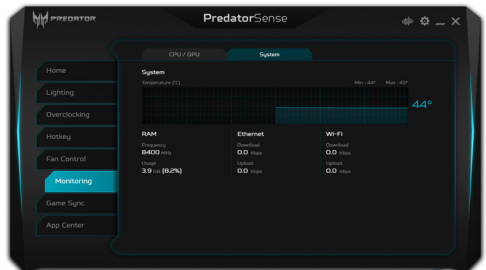 PREDATOR
PredatorSense
CPU / GPU
System
Home
Lighting
Overclocking
Hotkey
Fan Control
Monitoring
Game Sync
App Center
System
Temperature (°C)
Min : 44° Max : 45°
44°
RAM
Frequency
8400 MHz
Usage
3.9 GB (8.2%)
Ethernet
Download
0.0 Kbps
Upload
0.0 Kbps
Wi-Fi
Download
0.0 Kbps
Upload
0.0 Kbps